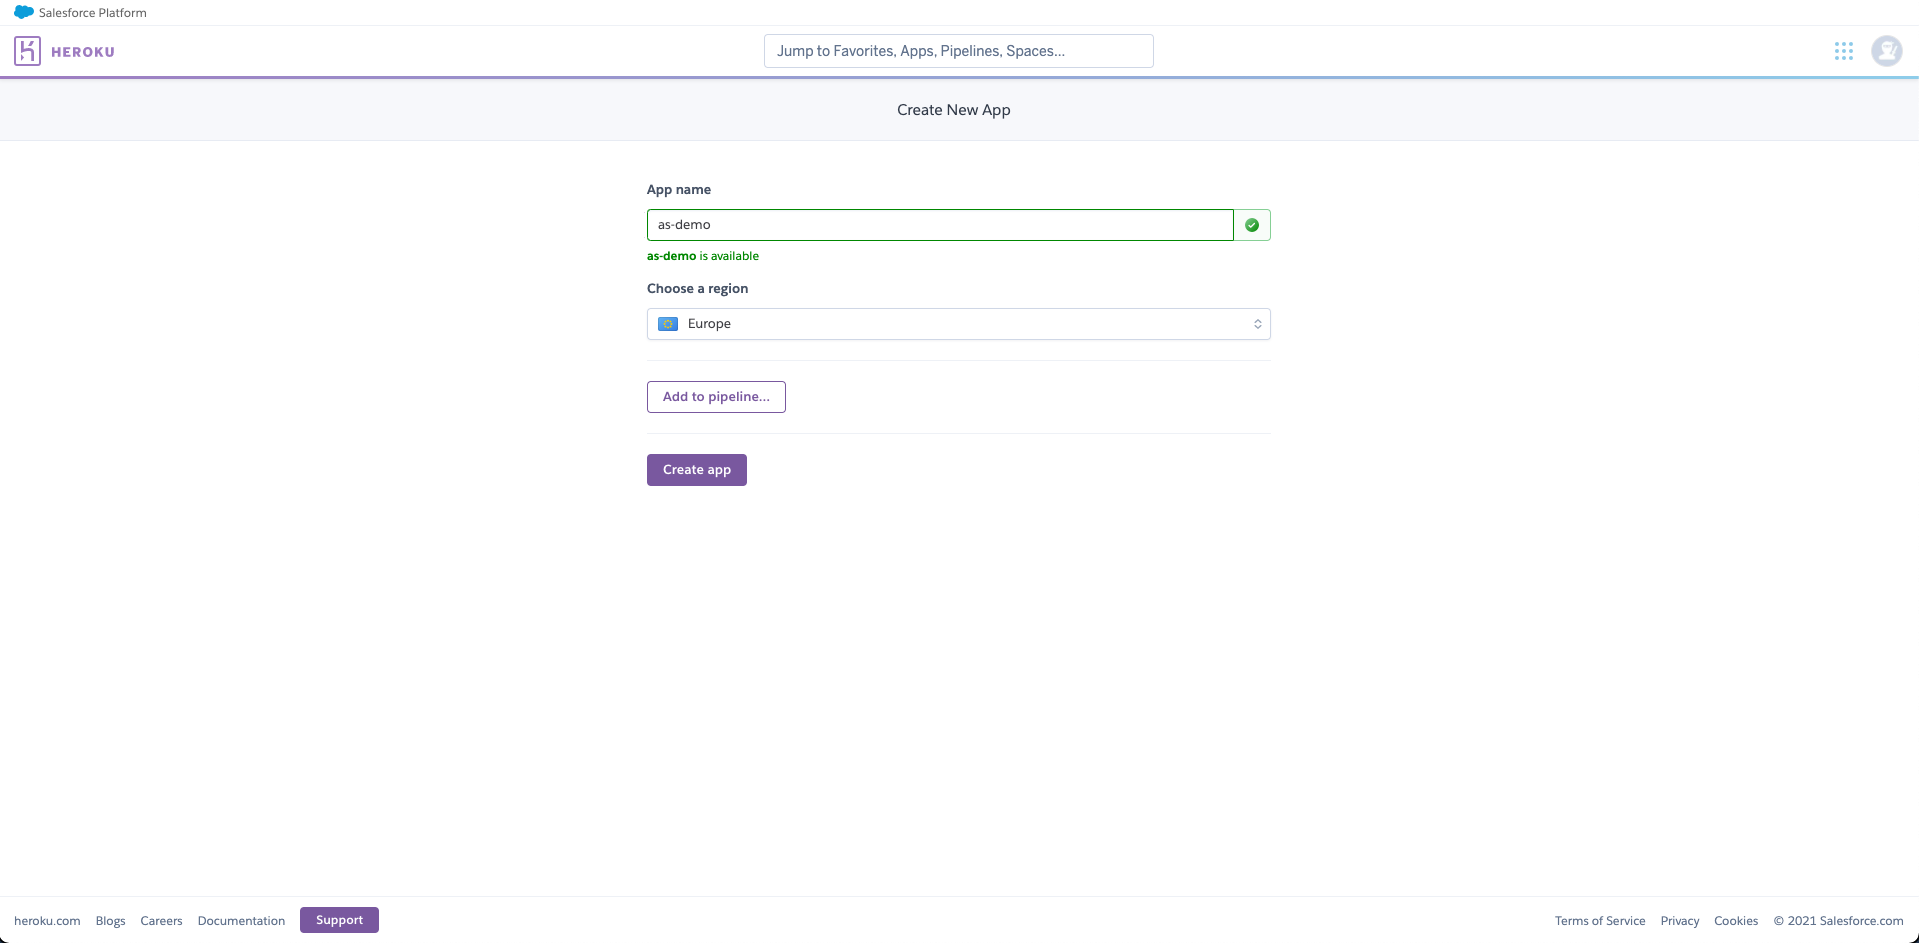 Salesforce Platform
HEROKU
Jump to Favorites, Apps, Pipelines, Spaces...
Create New App
App name
as-demo
as-demo is available
Choose a region
Europe
Add to pipeline...
Create app
heroku.com Blogs Careers Documentation Support
Terms of Service Privacy Cookies © 2021 Salesforce.com